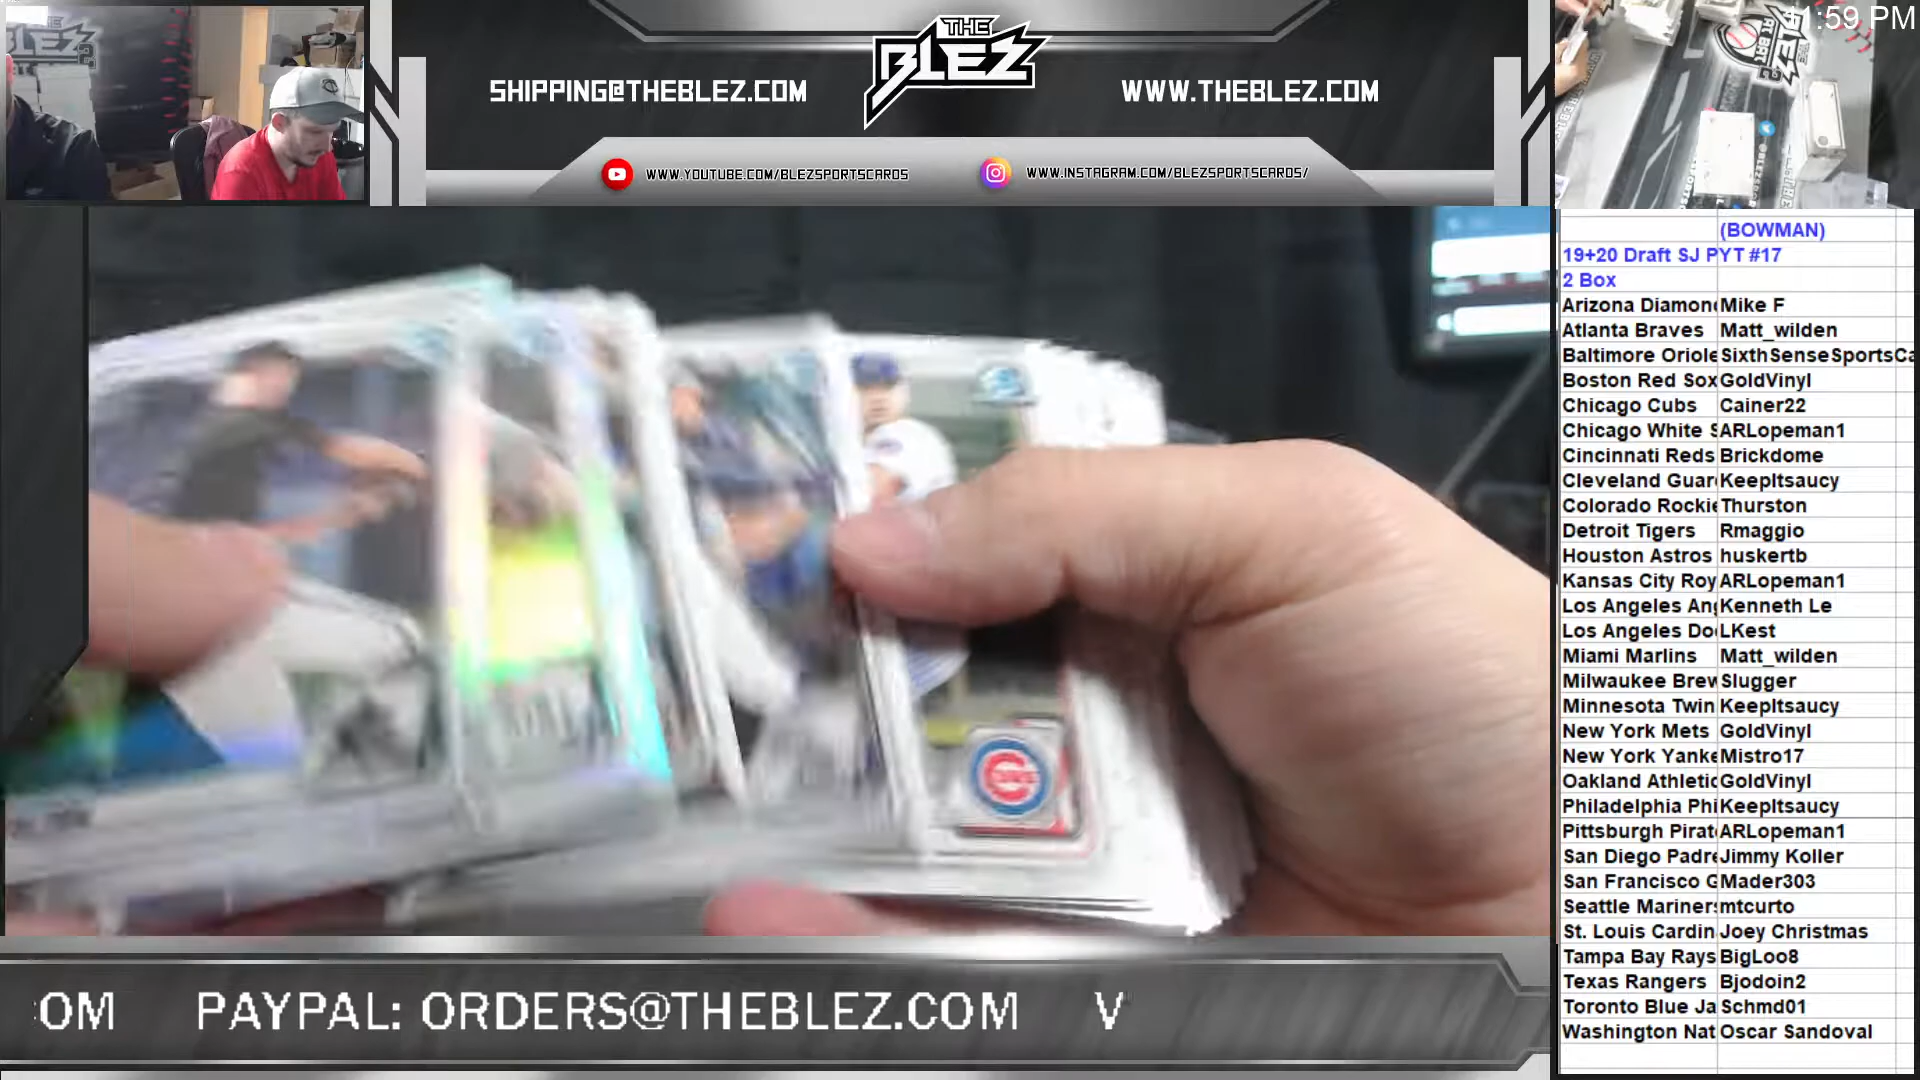 THE
BLEZ
SHIPPING@THEBLEZ.COM
WWW.THEBLEZ.COM
WWW.YOUTUBE.COM/BLEZSPORTSCARDS
WWW.INSTAGRAM.COM/BLEZSPORTSCARDS/
:59 PM
(BOWMAN)
19+20 Draft SJ PYT #17
2 Box
Arizona Diamon Mike F
Atlanta Braves Matt_wilden
Baltimore Oriole SixthSenseSportsCa
Boston Red Sox GoldVinyl
Chicago Cubs Cainer22
Chicago White S ARLopeman1
Cincinnati Reds Brickdome
Cleveland Guar KeepItsaucy
Colorado Rockie Thurston
Detroit Tigers Rmaggio
Houston Astros huskertb
Kansas City Roy ARLopeman1
Los Angeles Ang Kenneth Le
Los Angeles Do LKest
Miami Marlins Matt_wilden
Milwaukee Brew Slugger
Minnesota Twin KeepItsaucy
New York Mets GoldVinyl
New York Yanke Mistro17
Oakland Athletic GoldVinyl
Philadelphia Phi KeepItsaucy
Pittsburgh Pirat ARLopeman1
San Diego Padre Jimmy Koller
San Francisco G Mader303
Seattle Mariner mtcurto
St. Louis Cardin Joey Christmas
Tampa Bay Rays BigLoo8
Texas Rangers Bjodoin2
Toronto Blue Ja Schmd01
Washington Nat Oscar Sandoval
OM PAYPAL: ORDERS@THEBLEZ.COM V